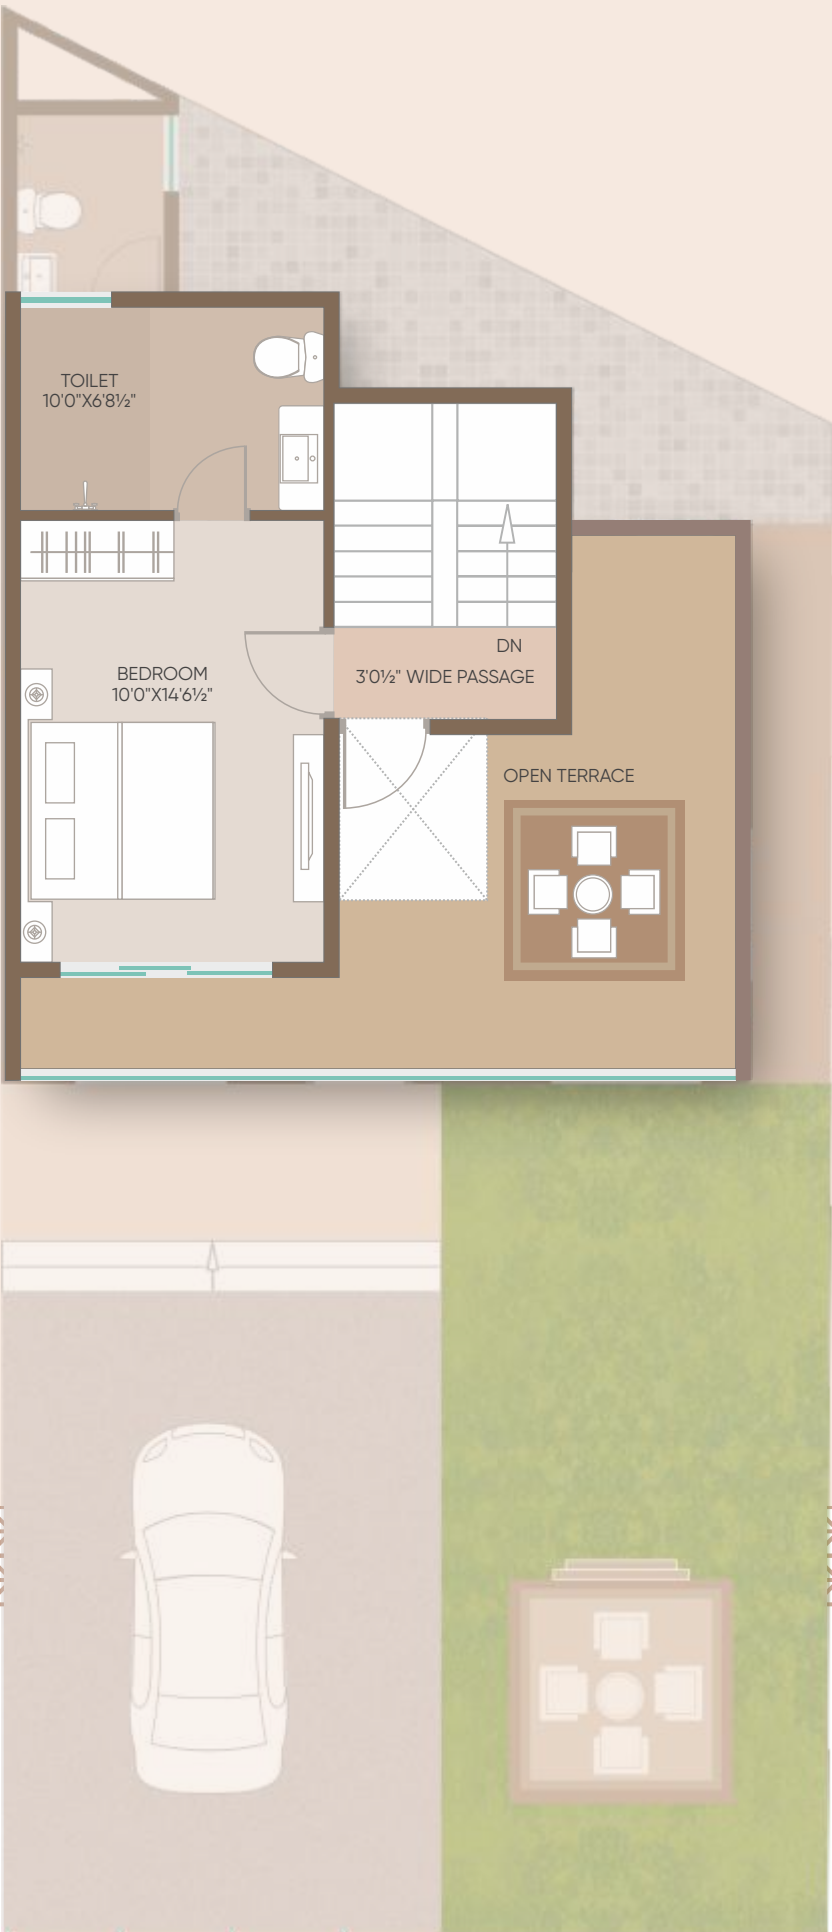 TOILET
10'0"X6'8½"
DN
BEDROOM
10'0"X14'6½"
3'0½" WIDE PASSAGE
OPEN TERRACE